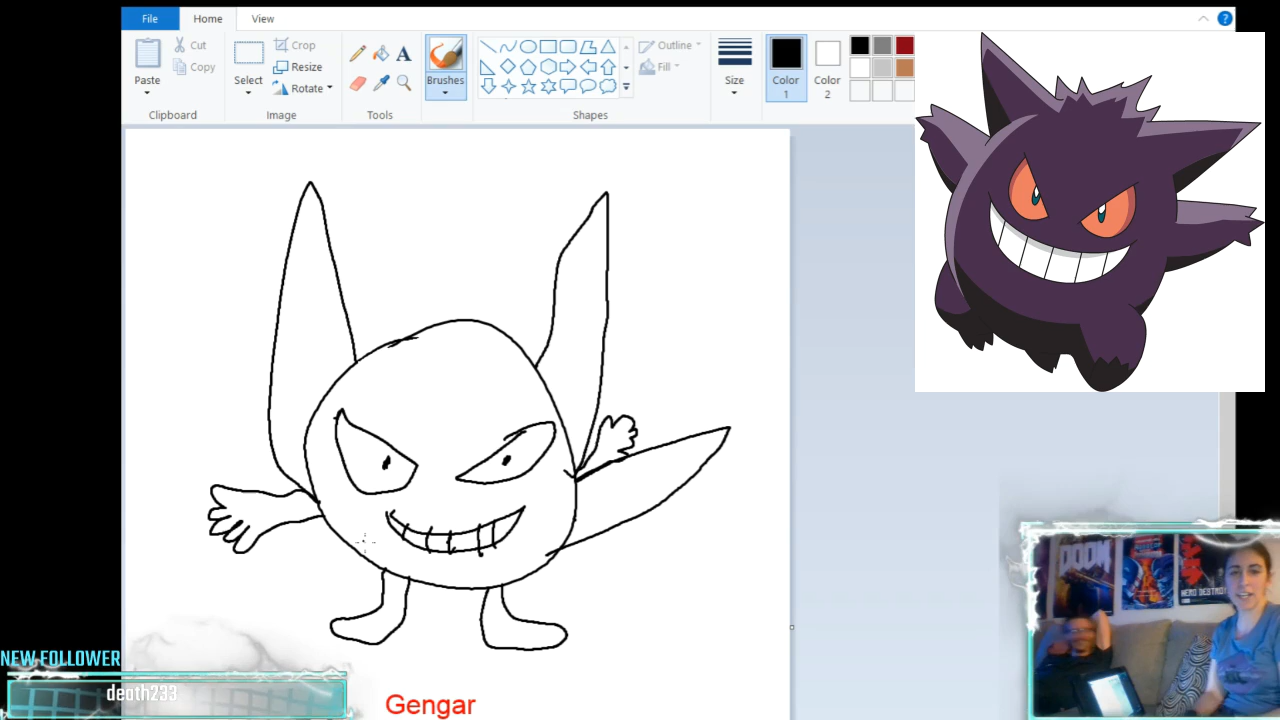 File Home View
Cut
Copy
Paste
Clipboard
Crop
Resize
Rotate
Select
Image
A
Tools
Brushes
Outline
Fill
Shapes
Size
Color
1
Color
2
DOOM
NEW FOLLOWER
death233
Gengar